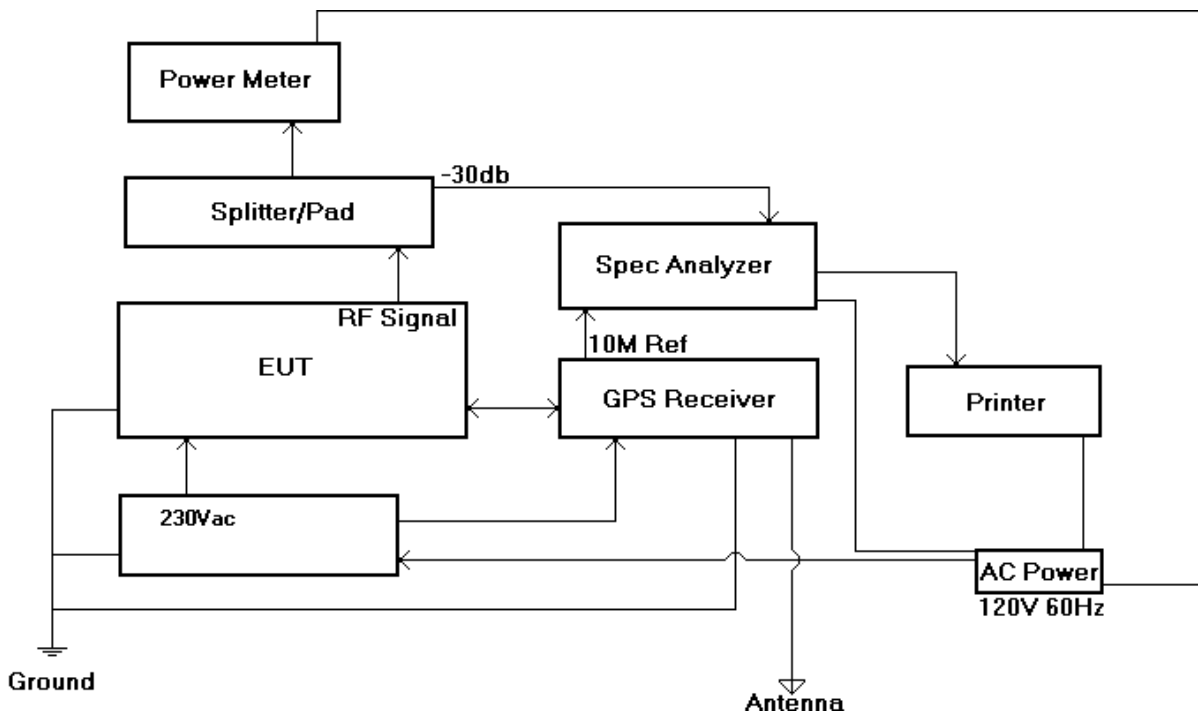 Power Meter
-30db
Splitter/Pad
Spec Analyzer
RF Signal
10M Ref
EUT
GPS Receiver
Printer
230Vac
AC Power
120V 60Hz
Ground
Antenna